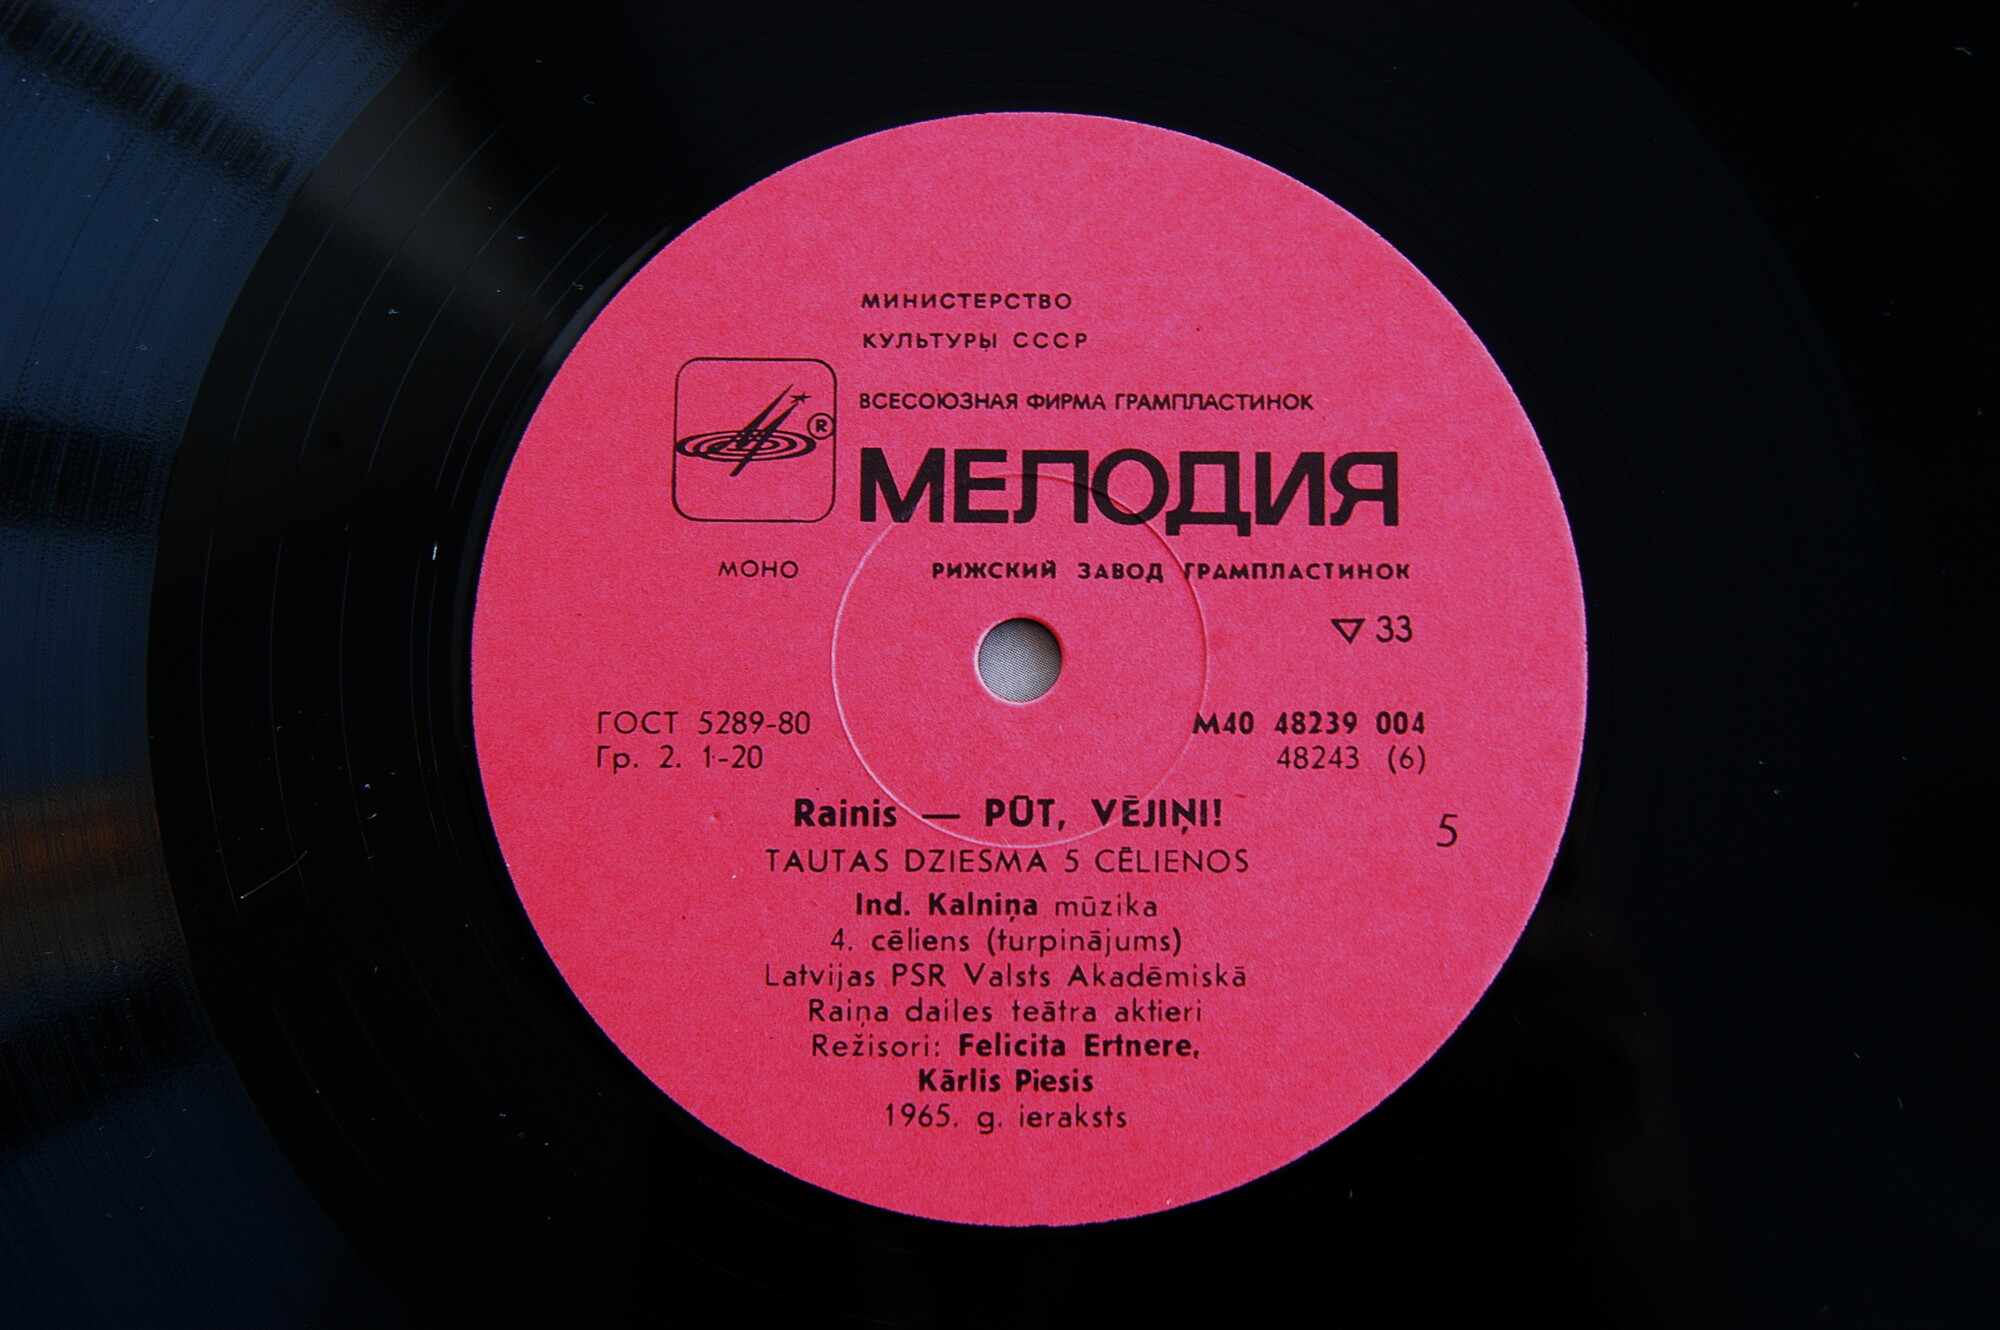 МИНИСТЕРСТВО
КУЛЬТУРЫ СССР
ВСЕСОЮЗНАЯ ФИРМА ГРАМПЛАСТИНОК
®
МЕЛОДИЯ
МОНО РИЖСКИЙ ЗАВОД ГРАМПЛАСТИНОК
▽ 33
ГОСТ 5289-80 М40 48239 004
Гр. 2. 1-20 48243 (6)
Rainis — PŪT, VĒJIŅI!
5
TAUTAS DZIESMA 5 CĒLIENOS
Ind. Kalniņa mūzika
4. cēliens (turpinājums)
Latvijas PSR Valsts Akadēmiskā
Raiņa dailes teātra aktieri
Režisori: Felicita Ertnere,
Kārlis Piesis
1965. g. ieraksts